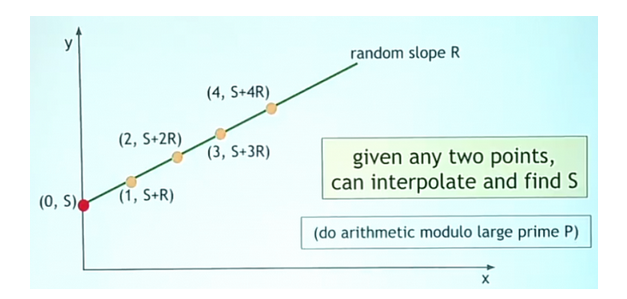 y
random slope R
(4, S+4R)
(2, S+2R)
(3, S+3R)
(1, S+R)
(0, S)
given any two points,
can interpolate and find S
(do arithmetic modulo large prime P)
x